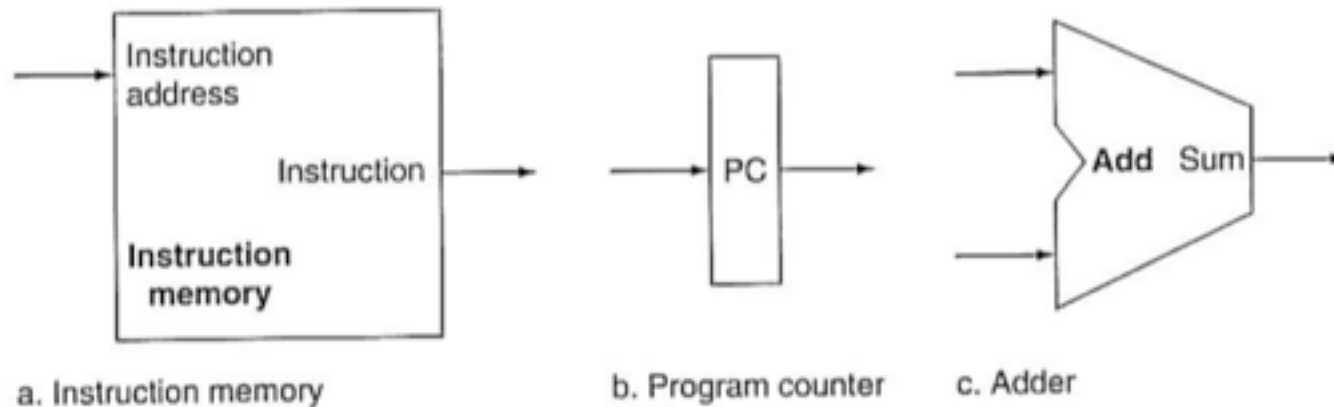 Instruction
address
Instruction
Instruction
memory
a. Instruction memory
PC
b. Program counter
Add Sum
c. Adder